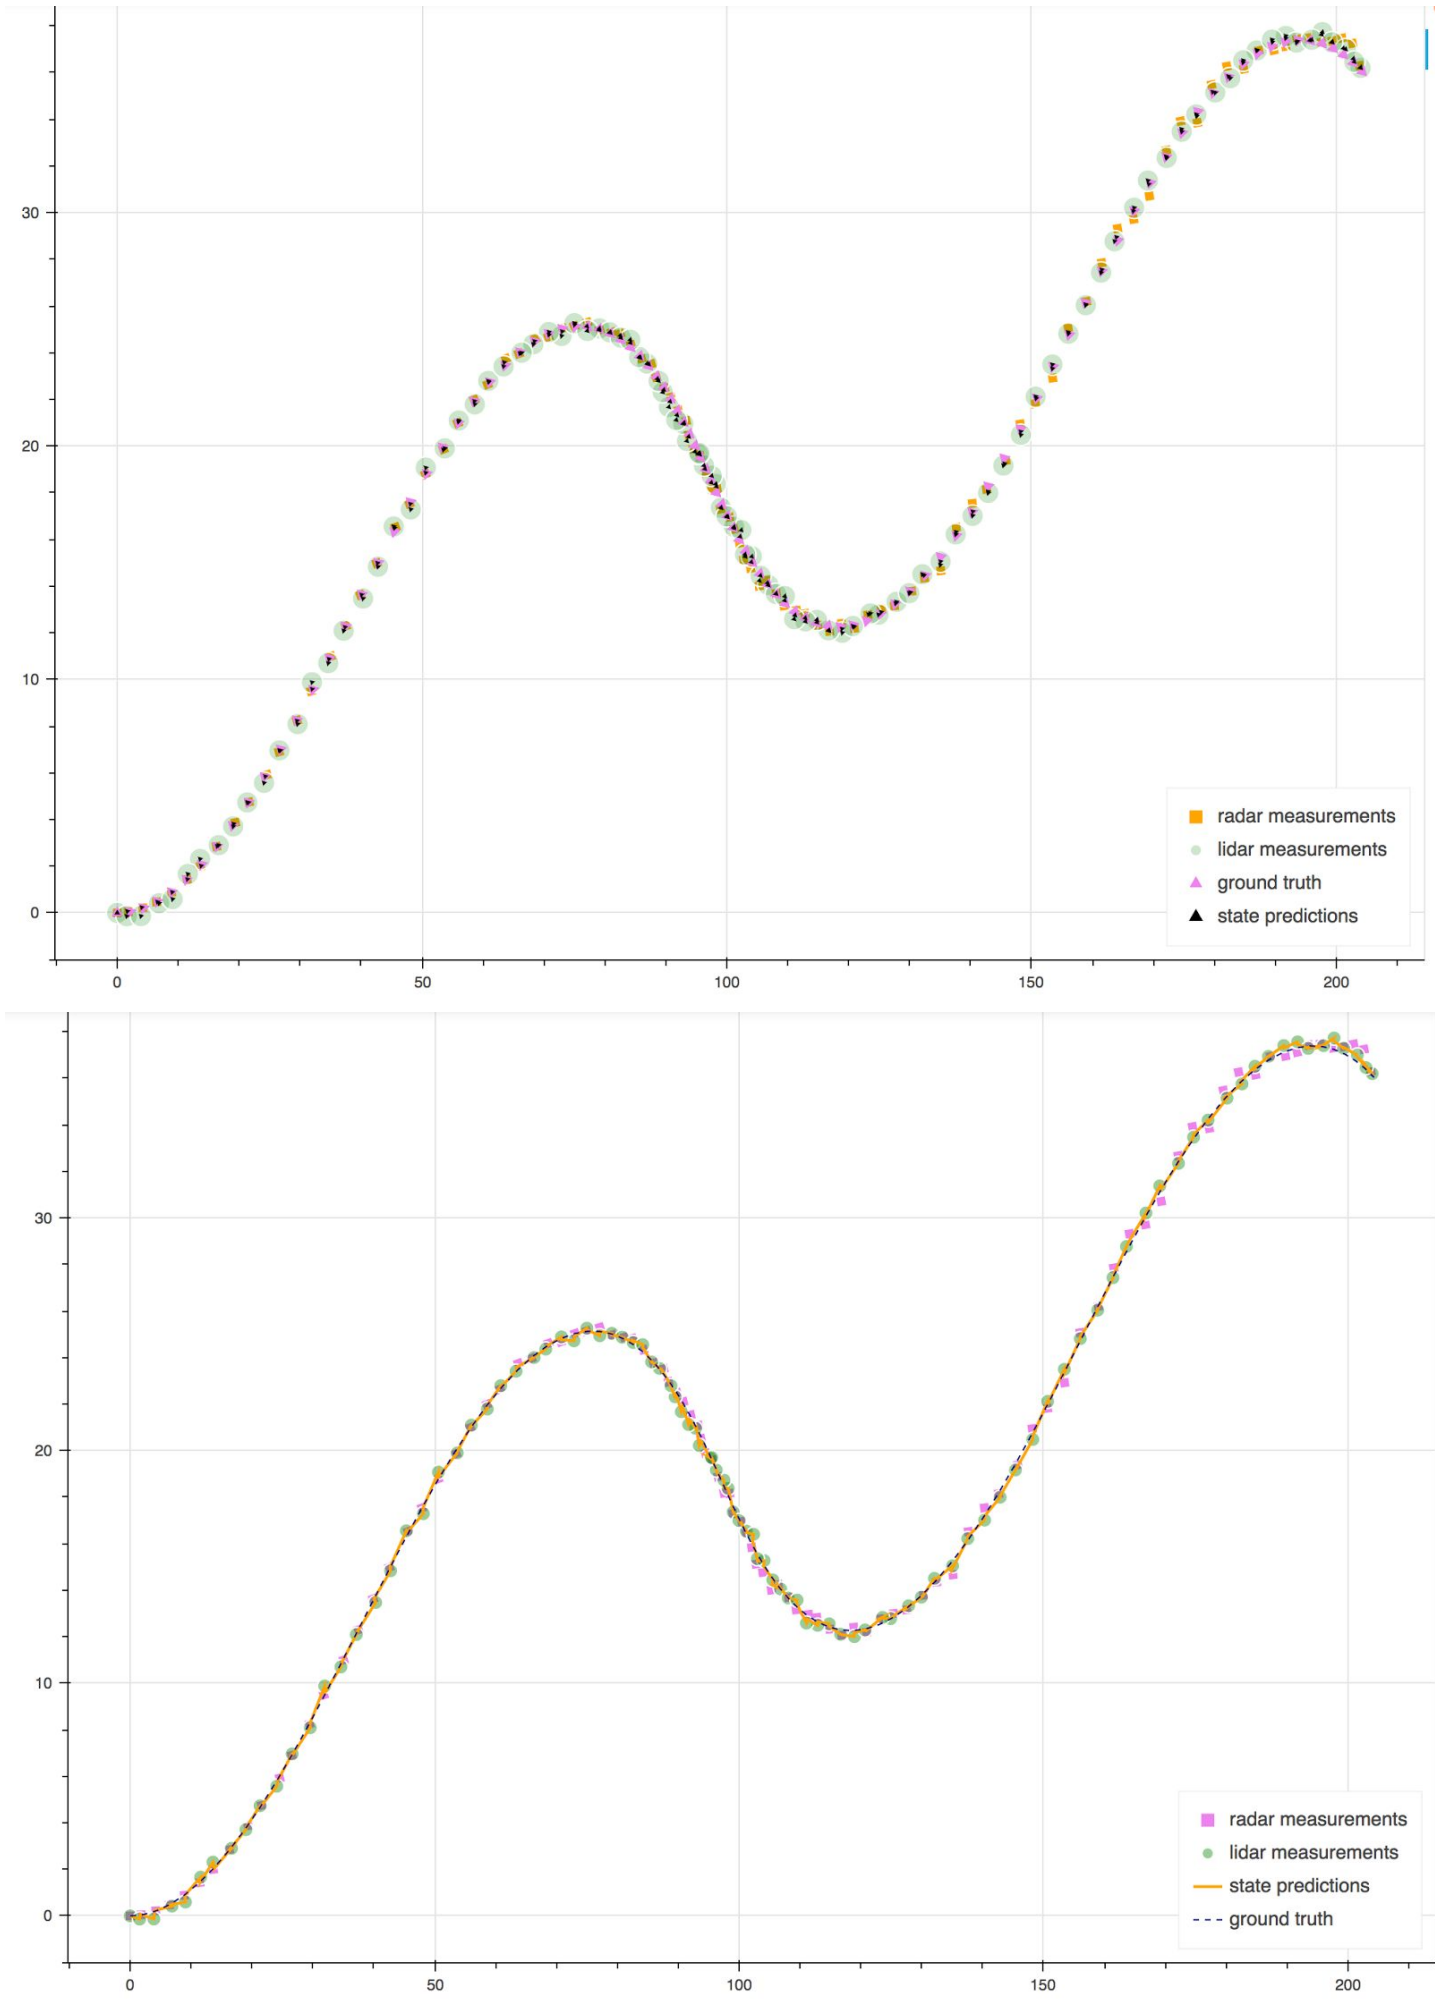 30
20
10
0
radar measurements
lidar measurements
ground truth
state predictions
0 50 100 150 200
30
20
10
0
radar measurements
lidar measurements
state predictions
ground truth
0 50 100 150 200